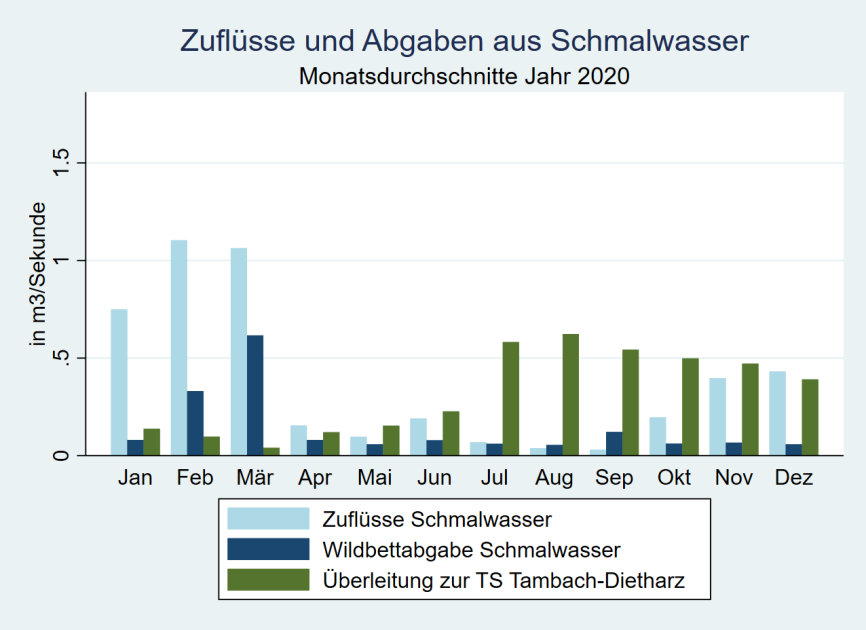 Zuflüsse und Abgaben aus Schmalwasser
Monatsdurchschnitte Jahr 2020
in m3/Sekunde
1.5
1
.5
0
Jan Feb Mär Apr Mai Jun Jul Aug Sep Okt Nov Dez
Zuflüsse Schmalwasser
Wildbettabgabe Schmalwasser
Überleitung zur TS Tambach-Dietharz